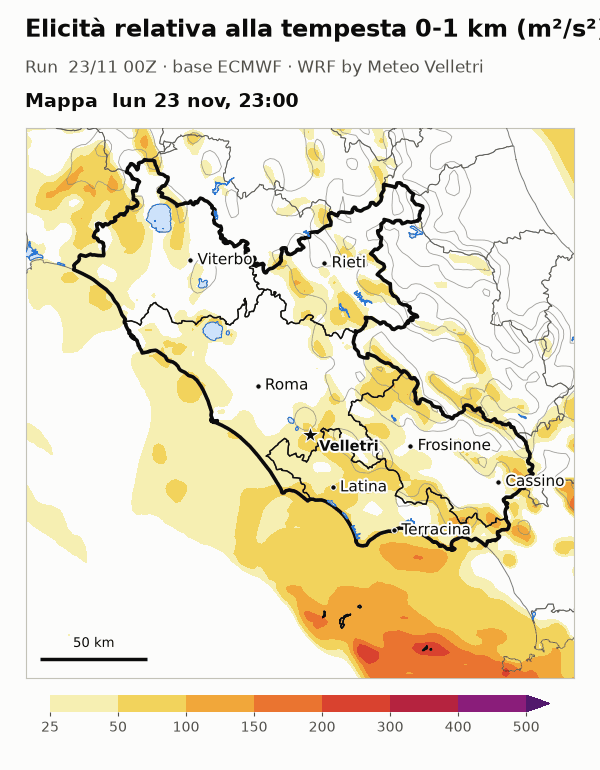 Elicità relativa alla tempesta 0-1 km (m²/s²)
Run  23/11 00Z · base ECMWF · WRF by Meteo Velletri
Mappa  lun 23 nov, 23:00
Viterbo
Rieti
Roma
Velletri
Frosinone
Cassino
Latina
Terracina
50 km
25 50 100 150 200 300 400 500